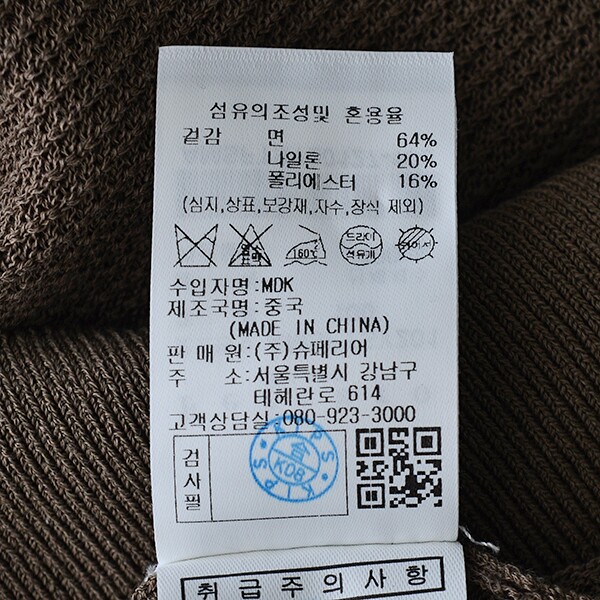 섬유의조성및 혼용율
겉감 면 64%
나일론 20%
폴리에스터 16%
(심지,상표,보강재,자수,장식 제외)
160℃
드라이
석유계
수입자명:MDK
제조국명:중국
(MADE IN CHINA)
판 매 원:(주)슈페리어
주 소:서울특별시 강남구
테헤란로 614
고객상담실:080-923-3000
검사필
KIPS
KIPS
KOB
취급주의사항